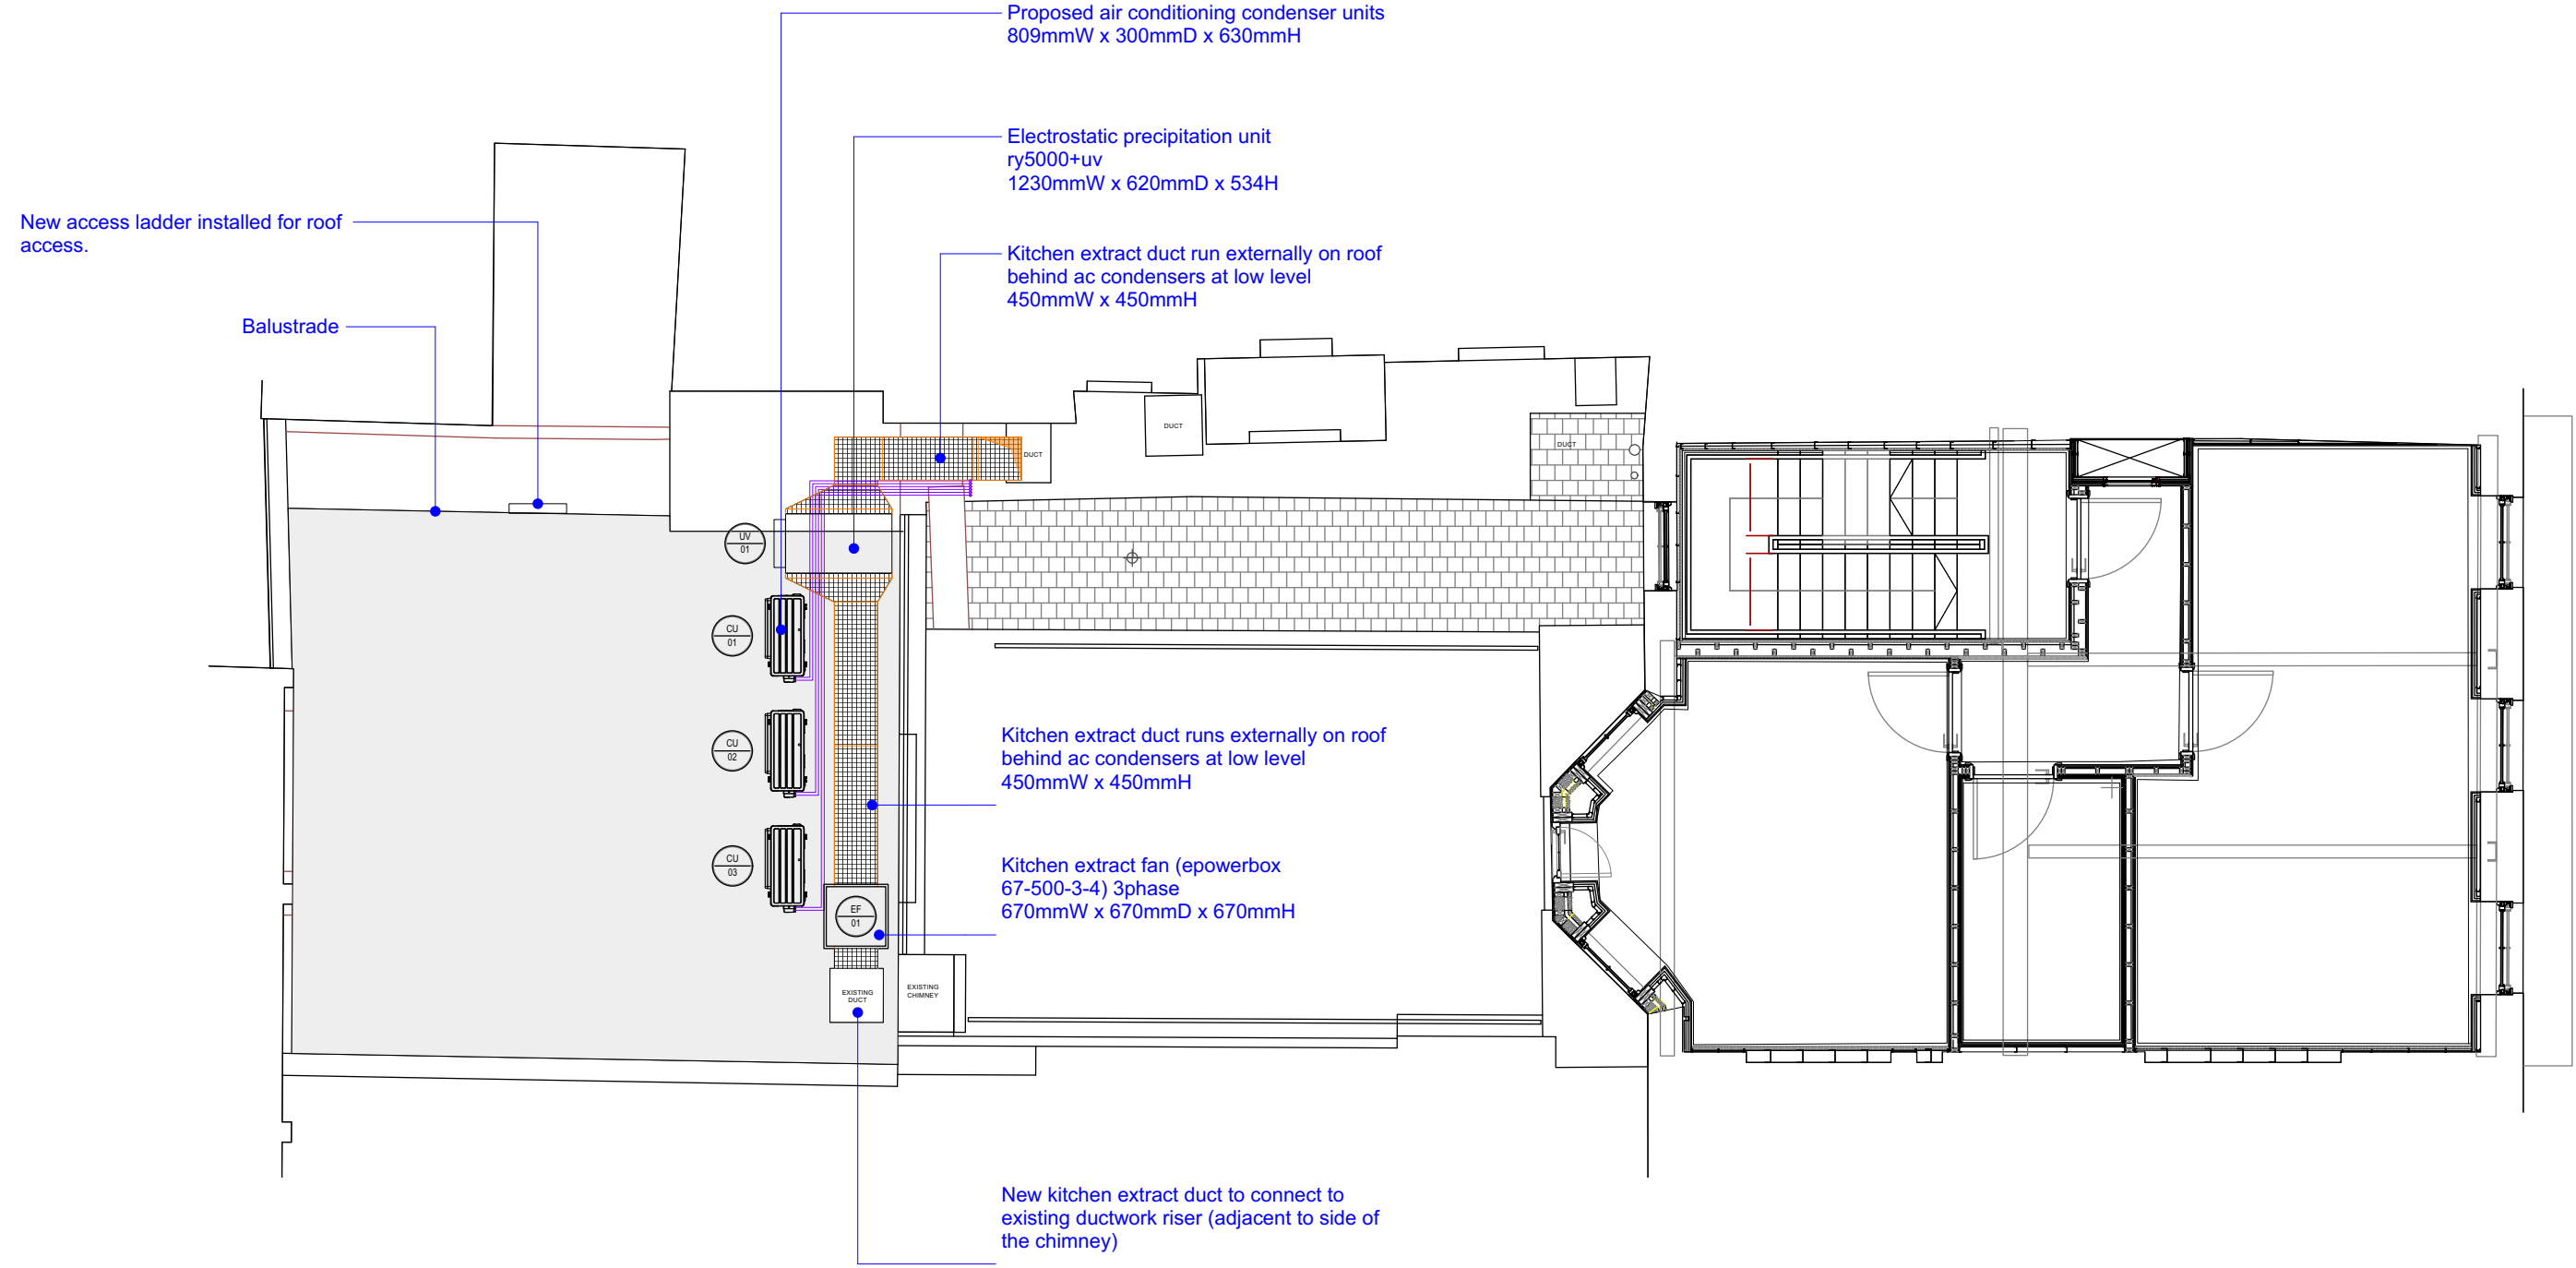 Proposed air conditioning condenser units
809mmW x 300mmD x 630mmH
Electrostatic precipitation unit
ry5000+uv
1230mmW x 620mmD x 534H
New access ladder installed for roof
access.
Kitchen extract duct run externally on roof
behind ac condensers at low level
450mmW x 450mmH
Balustrade
DUCT
DUCT
DUCT
UV
01
CU
01
CU
02
CU
03
Kitchen extract duct runs externally on roof
behind ac condensers at low level
450mmW x 450mmH
Kitchen extract fan (epowerbox
67-500-3-4) 3phase
670mmW x 670mmD x 670mmH
EF
01
EXISTING
DUCT
EXISTING
CHIMNEY
New kitchen extract duct to connect to
existing ductwork riser (adjacent to side of
the chimney)